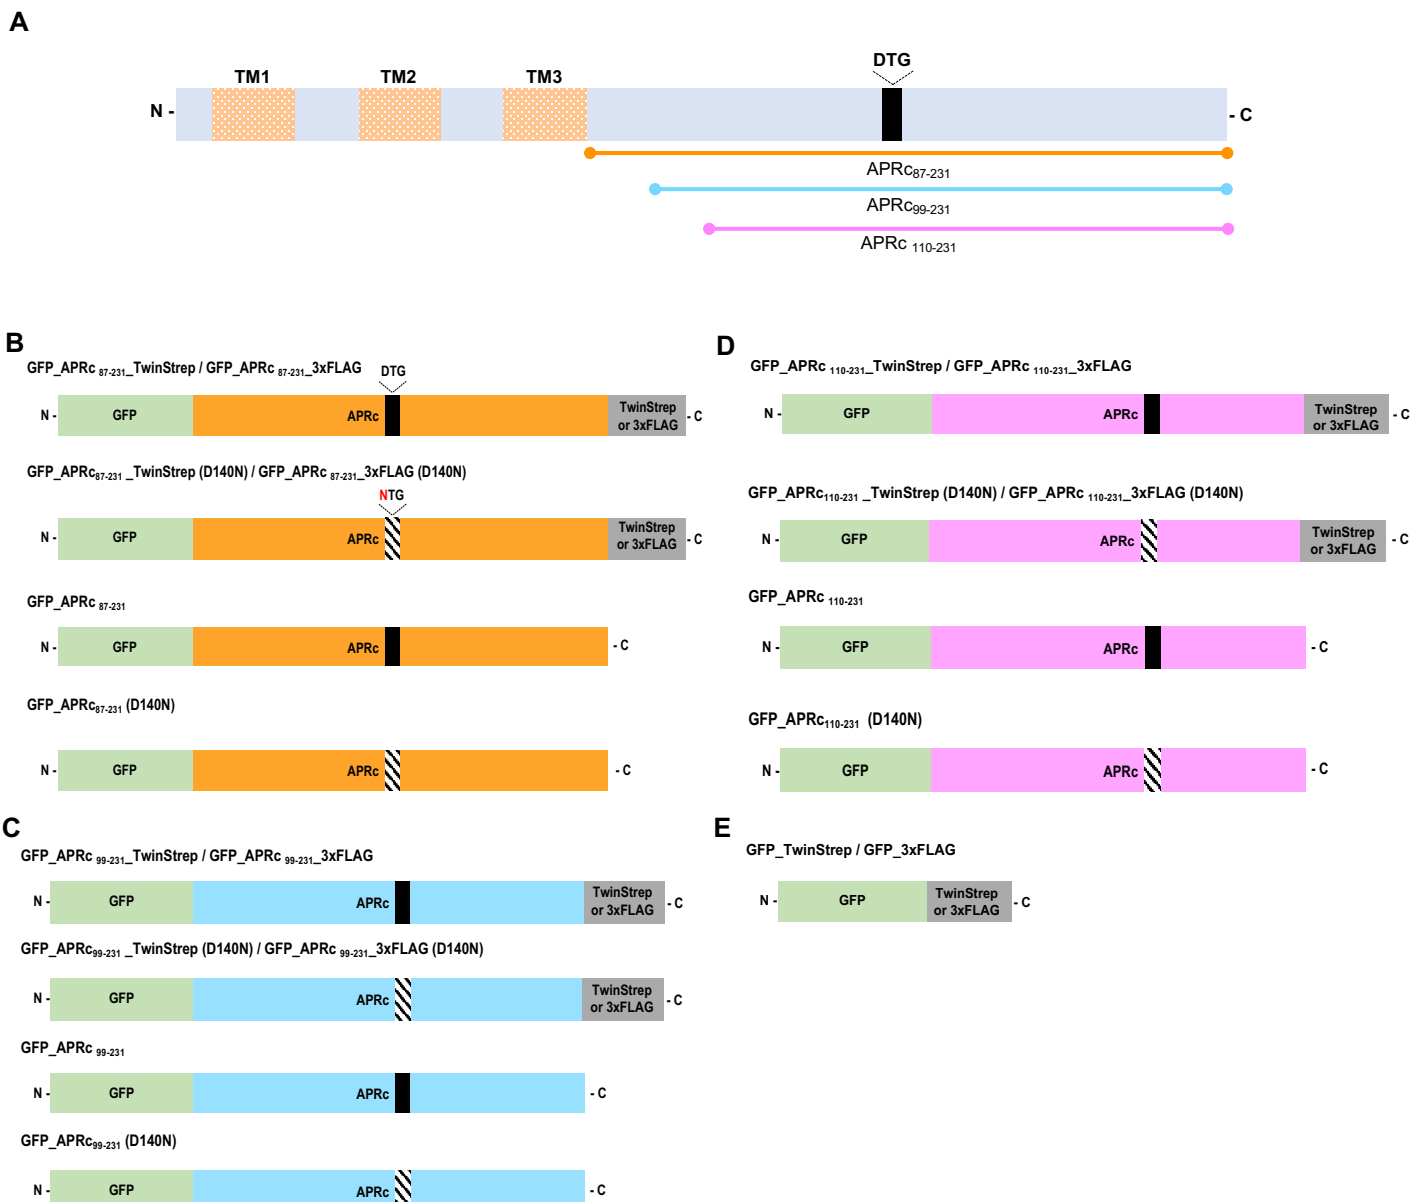 A
TM1 TM2 TM3 DTG
N - - C
APRc87-231
APRc99-231
APRc 110-231
B
GFP_APRc 87-231_TwinStrep / GFP_APRc 87-231_3xFLAG DTG
N - GFP APRc TwinStrep - C
or 3xFLAG
GFP_APRc87-231 _TwinStrep (D140N) / GFP_APRc 87-231_3xFLAG (D140N)
NTG
N - GFP APRc TwinStrep - C
or 3xFLAG
GFP_APRc 87-231
N - GFP APRc - C
GFP_APRc87-231 (D140N)
N - GFP APRc - C
C
GFP_APRc 99-231_TwinStrep / GFP_APRc 99-231_3xFLAG
N - GFP APRc TwinStrep - C
or 3xFLAG
GFP_APRc99-231 _TwinStrep (D140N) / GFP_APRc 99-231_3xFLAG (D140N)
N - GFP APRc TwinStrep - C
or 3xFLAG
GFP_APRc 99-231
N - GFP APRc - C
GFP_APRc99-231 (D140N)
N - GFP APRc - C
D
GFP_APRc 110-231_TwinStrep / GFP_APRc 110-231_3xFLAG
N - GFP APRc TwinStrep - C
or 3xFLAG
GFP_APRc110-231 _TwinStrep (D140N) / GFP_APRc 110-231_3xFLAG (D140N)
N - GFP APRc TwinStrep - C
or 3xFLAG
GFP_APRc 110-231
N - GFP APRc - C
GFP_APRc110-231 (D140N)
N - GFP APRc - C
E
GFP_TwinStrep / GFP_3xFLAG
N - GFP TwinStrep - C
or 3xFLAG